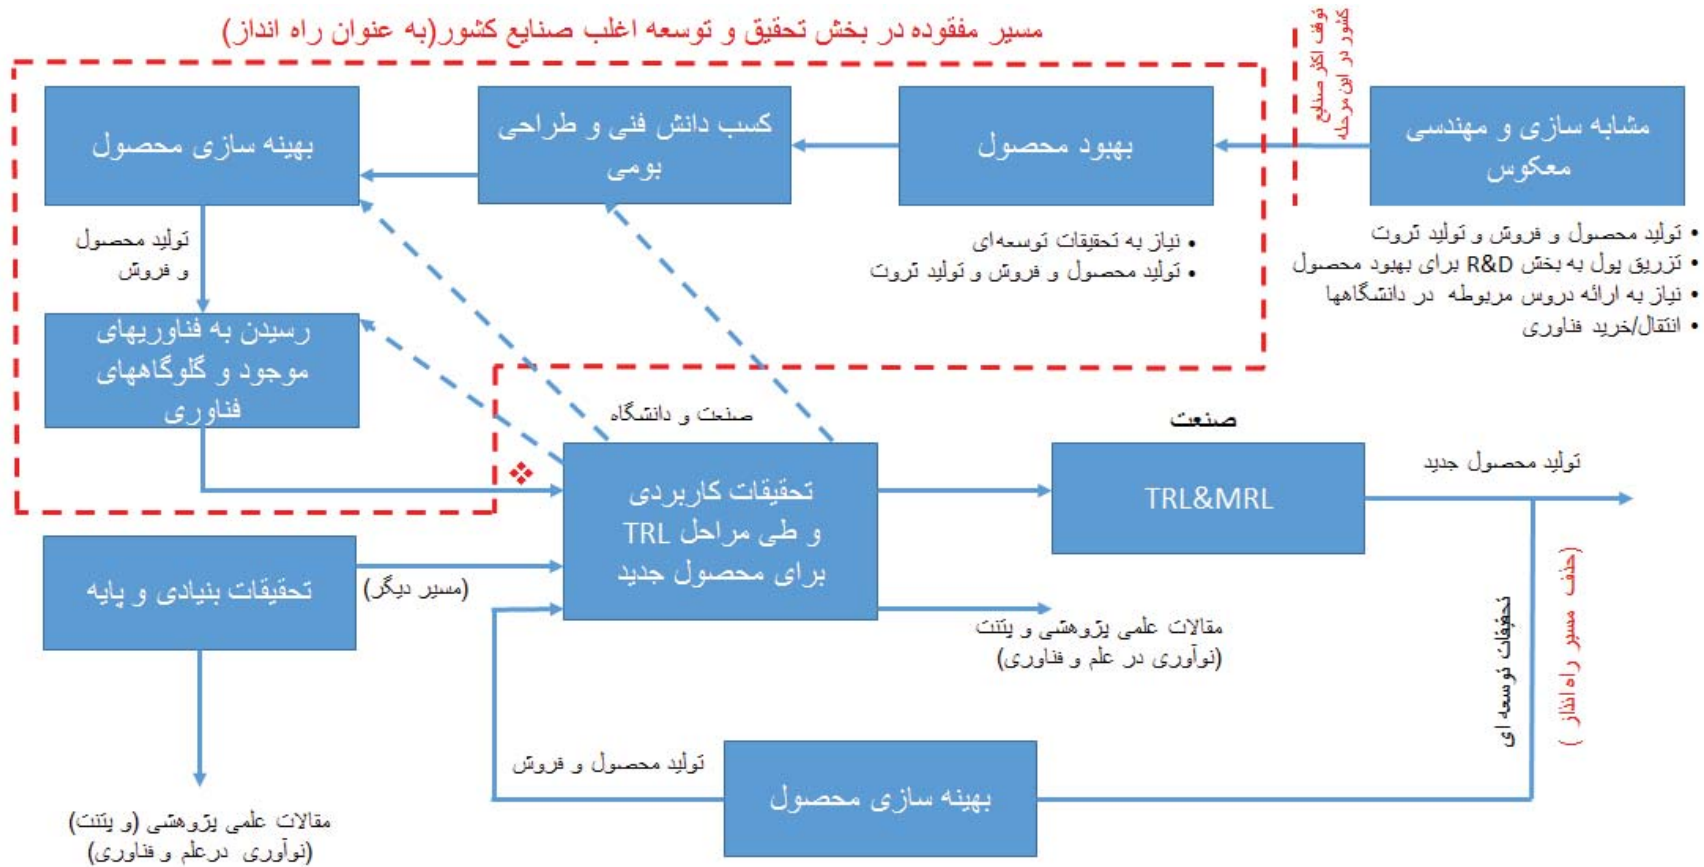 مسیر مفقوده در بخش تحقیق و توسعه اغلب صنایع کشور(به عنوان راه انداز)
توقف اکثر صنایع
کشور در این مرحله
مشابه سازی و مهندسی
معکوس
بهبود محصول
کسب دانش فنی و طراحی
بومی
بهینه سازی محصول
• تولید محصول و فروش و تولید ثروت
• تزریق پول به بخش R&D برای بهبود محصول
• نیاز به ارائه دروس مربوطه در دانشگاهها
• انتقال/خرید فناوری
• نیاز به تحقیقات توسعه ای
• تولید محصول و فروش و تولید ثروت
تولید محصول
و فروش
رسیدن به فناوریهای
موجود و گلوگاههای
فناوری
صنعت و دانشگاه
صنعت
تحقیقات کاربردی
و طی مراحل TRL
برای محصول جدید
TRL&MRL
تولید محصول جدید
تحقیقات بنیادی و پایه
(مسیر دیگر)
مقالات علمی پژوهشی و پتنت
(نوآوری در علم و فناوری)
تحقیقات توسعه ای
(حذف مسیر راه انداز )
تولید محصول و فروش
بهینه سازی محصول
مقالات علمی پژوهشی (و پتنت)
(نوآوری درعلم و فناوری)